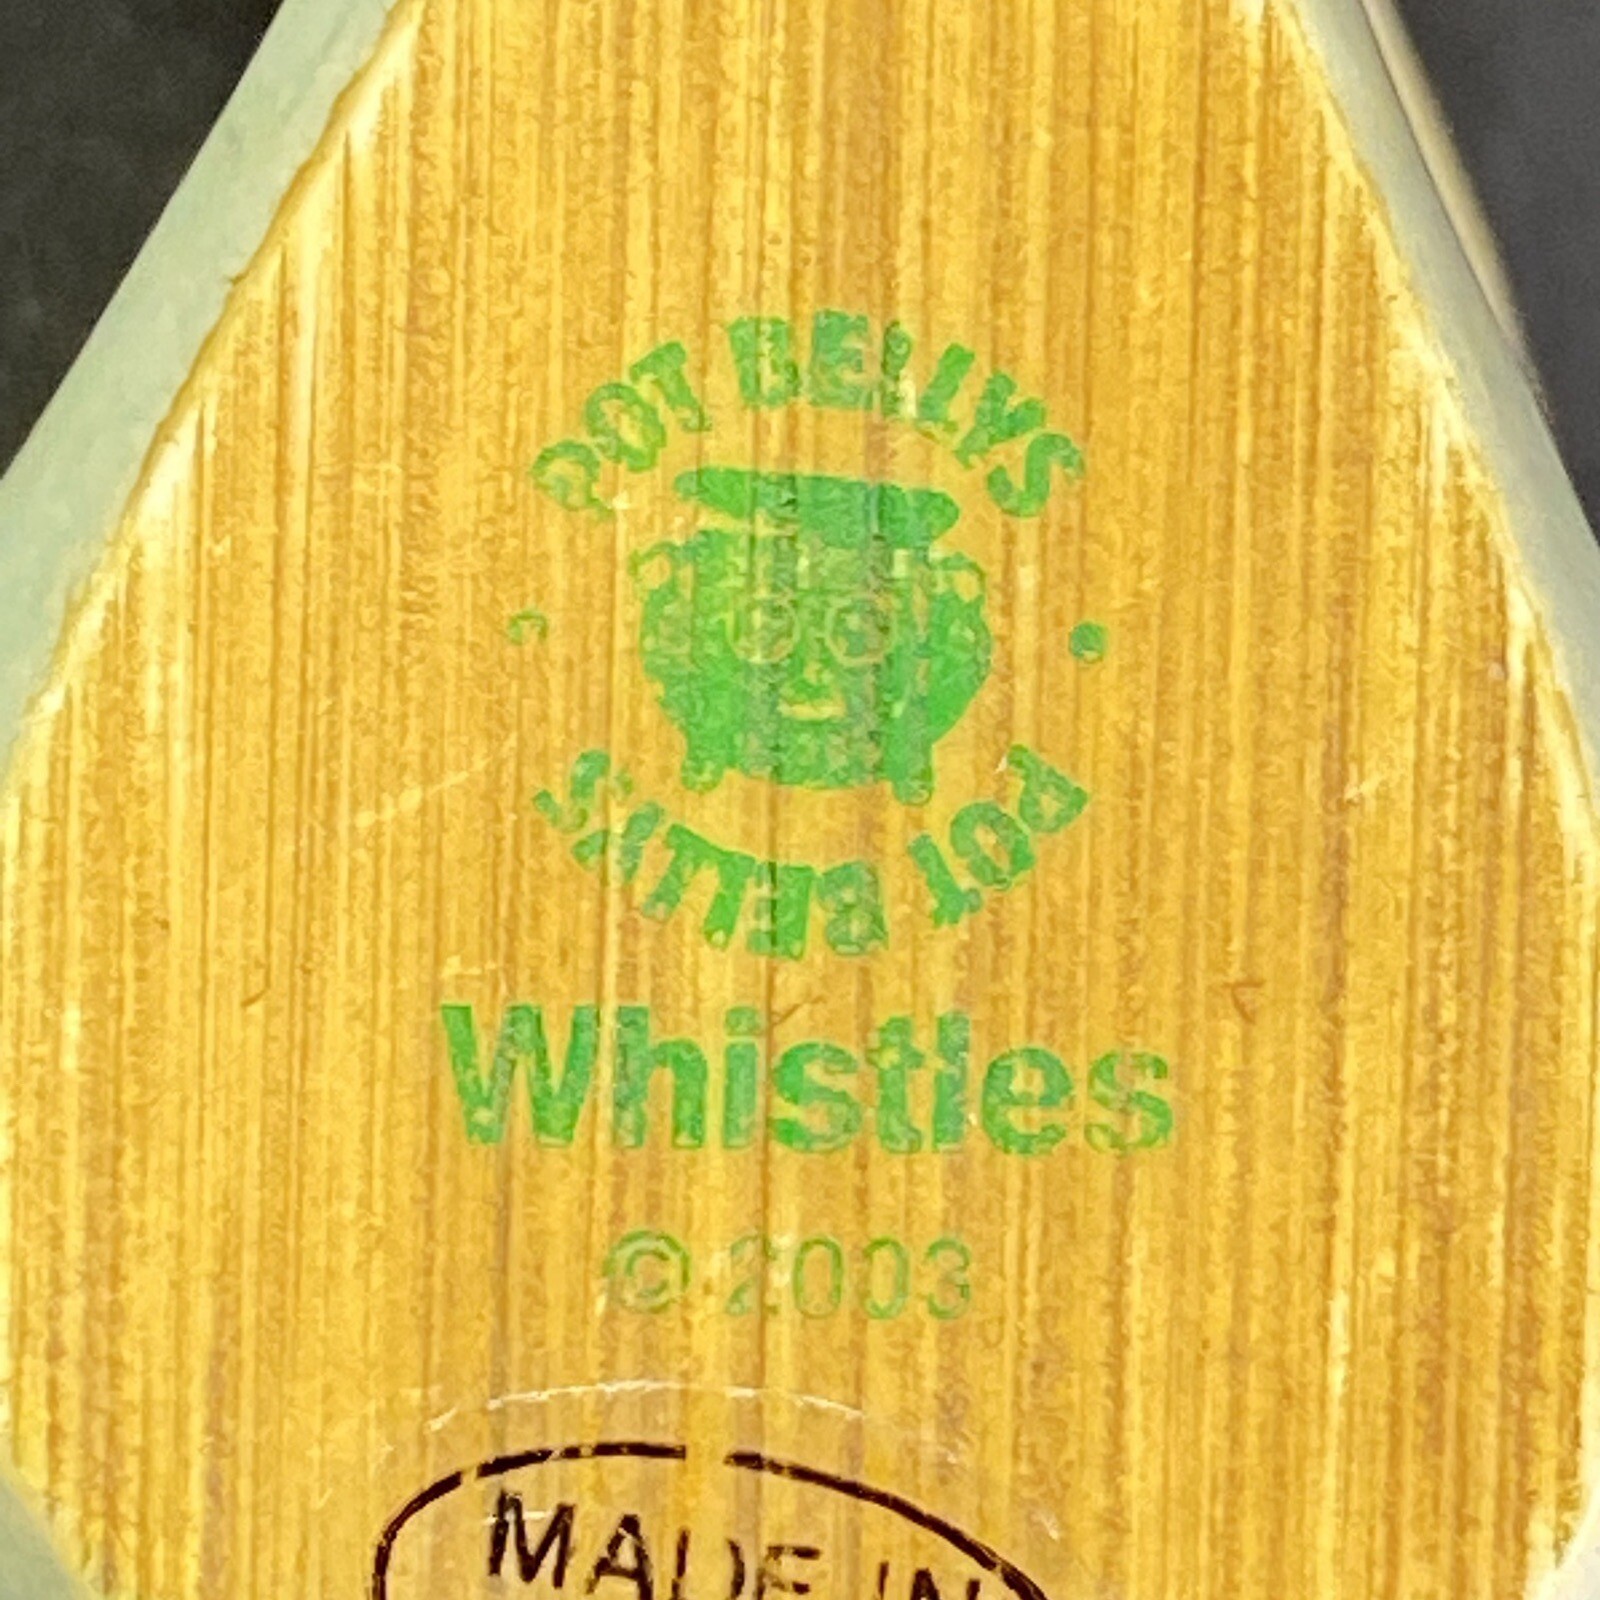 POT BELLYS
POT BELLYS
Whistles
© 2003
MADE IN